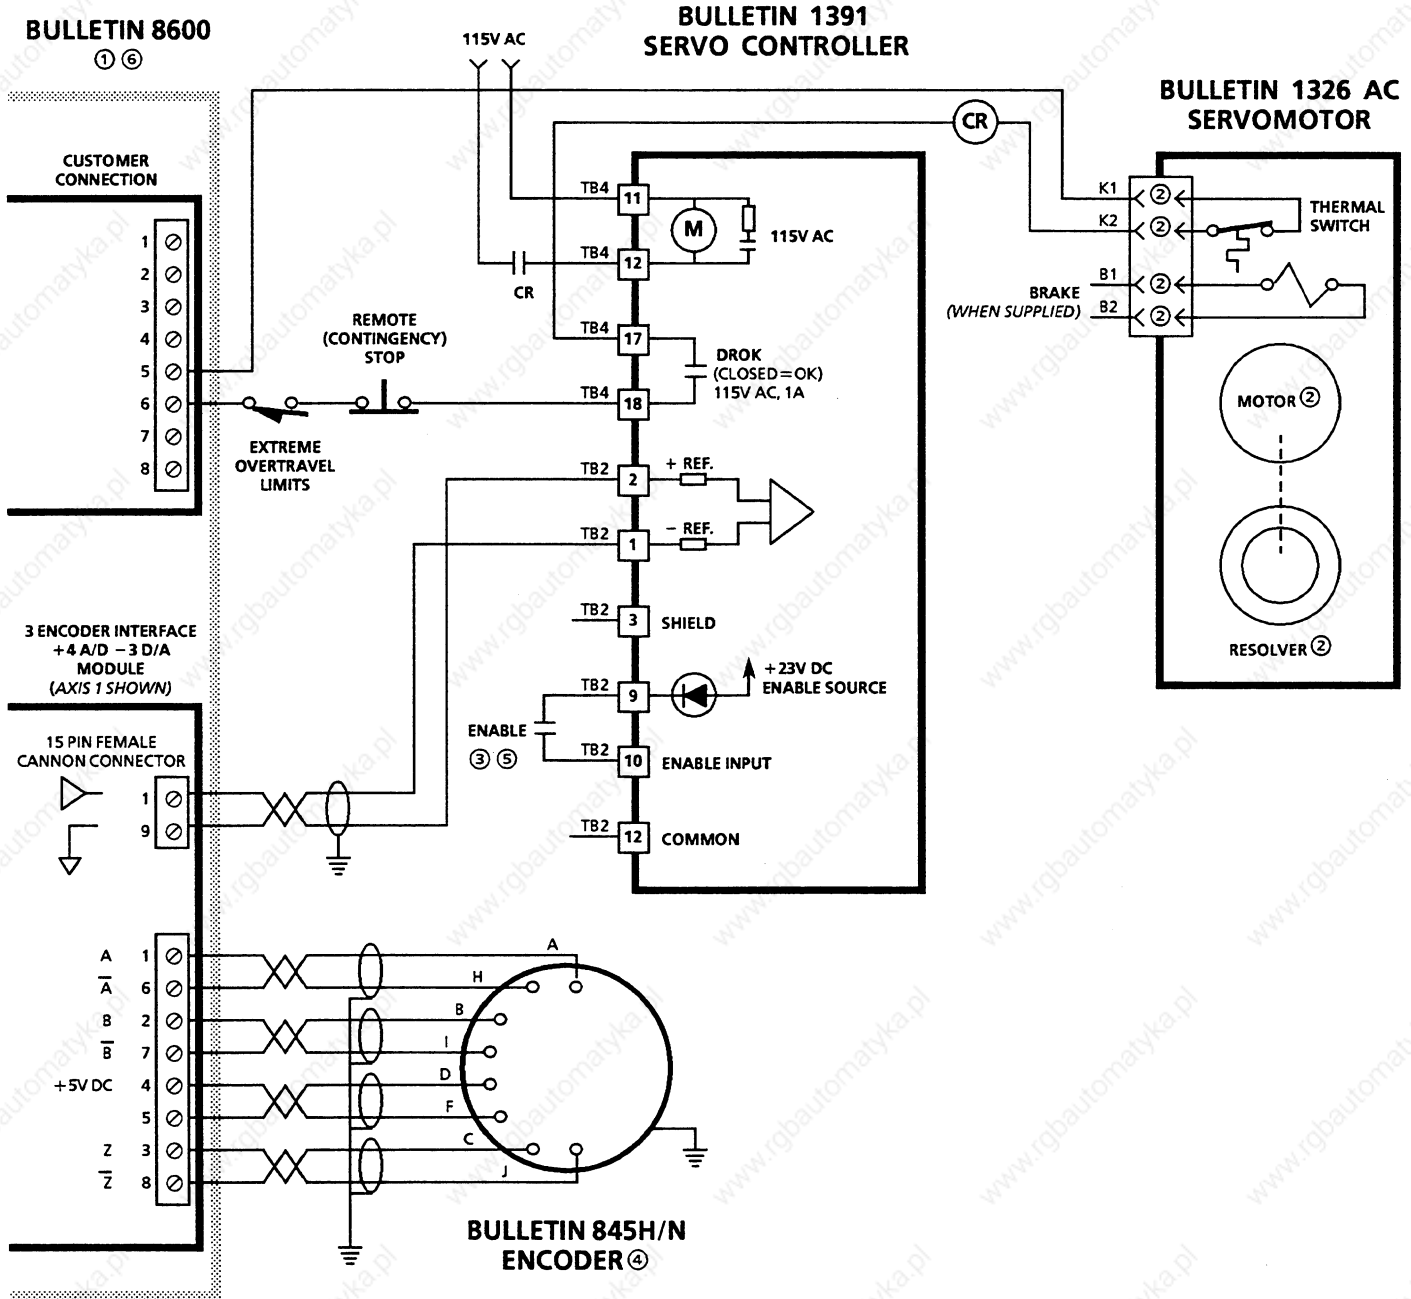 BULLETIN 8600
① ⑥
115V AC
BULLETIN 1391
SERVO CONTROLLER
BULLETIN 1326 AC
SERVOMOTOR
CUSTOMER
CONNECTION
1
2
3
4
5
6
7
8
EXTREME
OVERTRAVEL
LIMITS
REMOTE
(CONTINGENCY)
STOP
CR
CR
TB4
11
TB4
12
M
115V AC
TB4
17
TB4
18
DROK
(CLOSED=OK)
115V AC, 1A
TB2
2
+ REF.
TB2
1
− REF.
TB2
3
SHIELD
TB2
9
+23V DC
ENABLE SOURCE
ENABLE
③ ⑤
TB2
10
ENABLE INPUT
TB2
12
COMMON
K1
②
K2
②
THERMAL
SWITCH
B1
②
B2
②
BRAKE
(WHEN SUPPLIED)
MOTOR ②
RESOLVER ②
3 ENCODER INTERFACE
+4 A/D −3 D/A
MODULE
(AXIS 1 SHOWN)
15 PIN FEMALE
CANNON CONNECTOR
1
9
A 1
A̅ 6
B 2
B̅ 7
+5V DC 4
5
Z 3
Z̅ 8
A
H
B
I
D
F
C
J
BULLETIN 845H/N
ENCODER ④
www.rgbautomatyka.pl